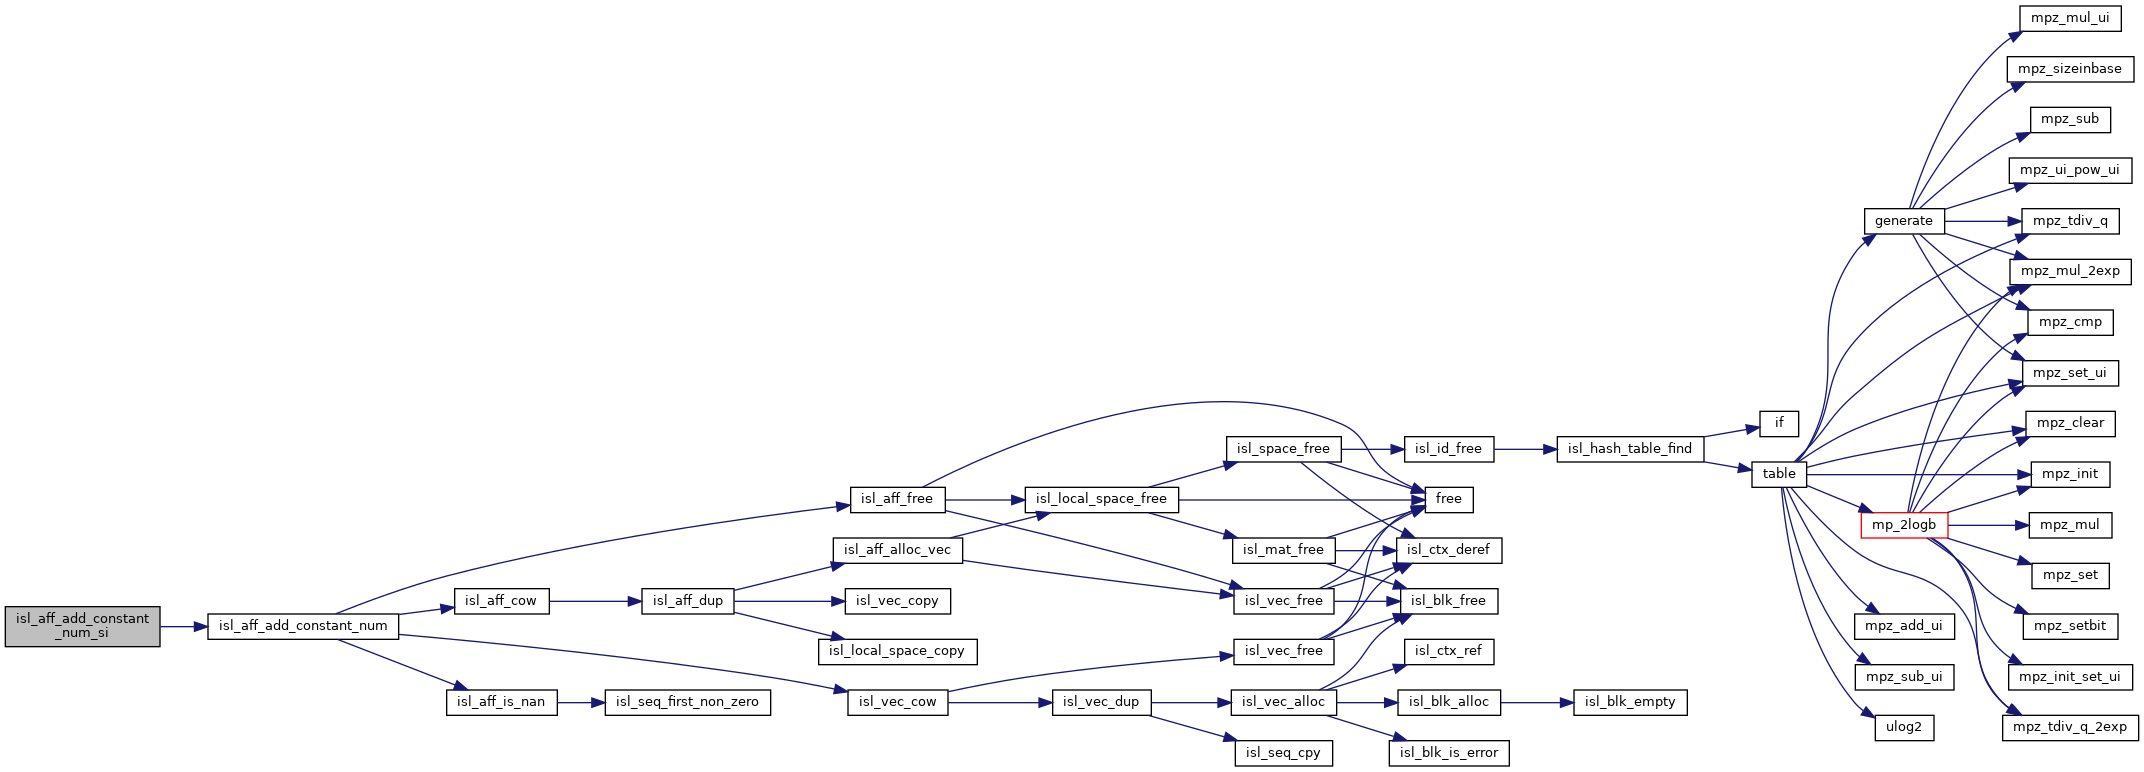 isl_aff_add_constant
_num_si
isl_aff_add_constant_num
isl_aff_free
isl_aff_cow
isl_vec_cow
isl_aff_is_nan
isl_aff_dup
isl_seq_first_non_zero
isl_aff_alloc_vec
isl_vec_copy
isl_local_space_copy
isl_local_space_free
isl_vec_dup
isl_space_free
isl_mat_free
isl_vec_free
isl_vec_free
isl_vec_alloc
isl_seq_cpy
isl_id_free
free
isl_ctx_deref
isl_blk_free
isl_ctx_ref
isl_blk_alloc
isl_blk_is_error
isl_hash_table_find
isl_blk_empty
if
table
generate
mp_2logb
mpz_add_ui
mpz_sub_ui
ulog2
mpz_mul_ui
mpz_sizeinbase
mpz_sub
mpz_ui_pow_ui
mpz_tdiv_q
mpz_mul_2exp
mpz_cmp
mpz_set_ui
mpz_clear
mpz_init
mpz_mul
mpz_set
mpz_setbit
mpz_init_set_ui
mpz_tdiv_q_2exp